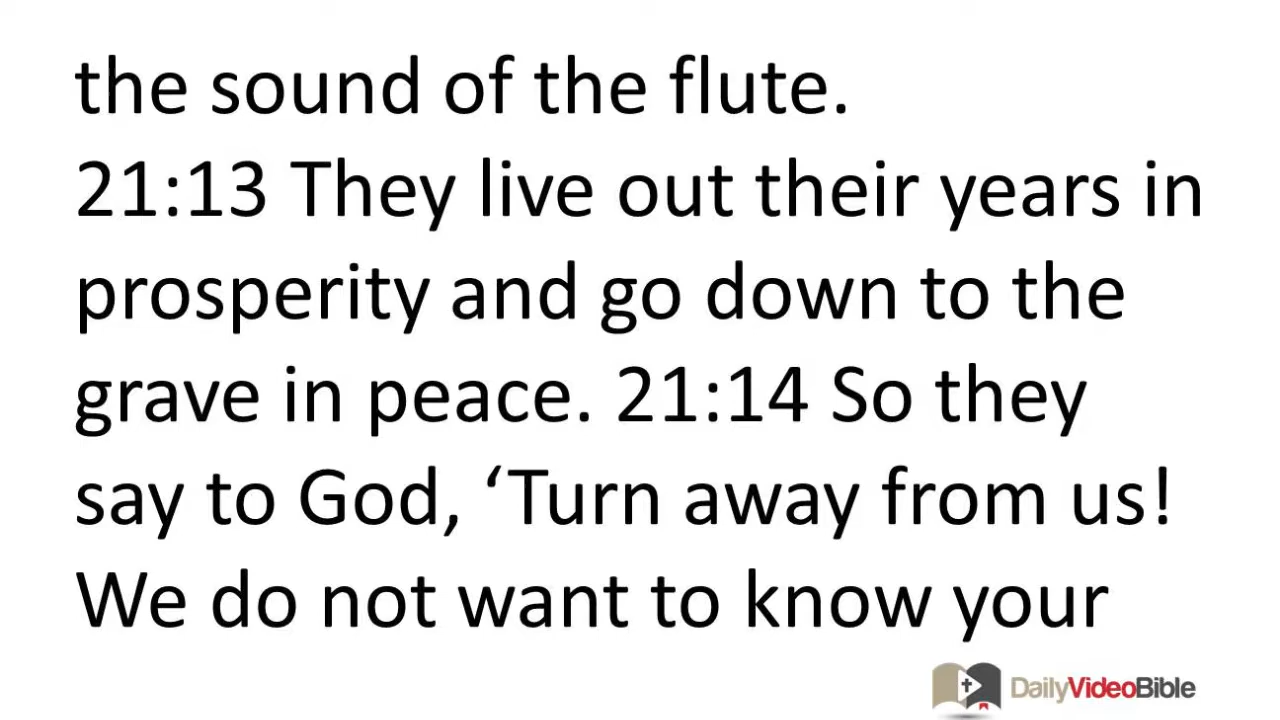 the sound of the flute.
21:13 They live out their years in
prosperity and go down to the
grave in peace. 21:14 So they
say to God, ‘Turn away from us!
We do not want to know your
DailyVideoBible